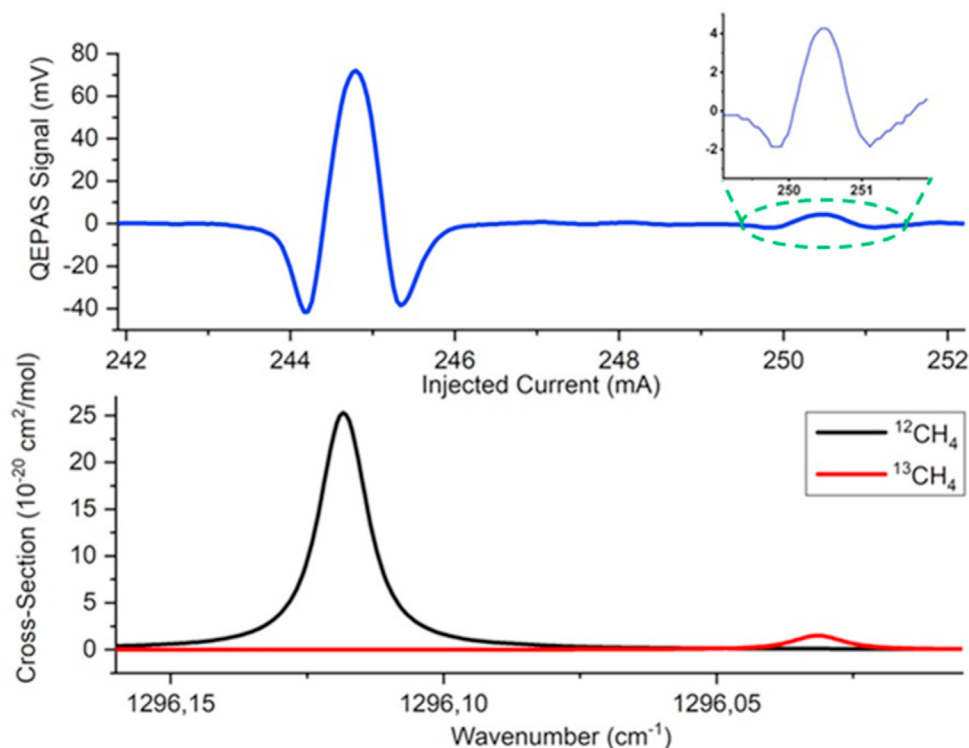 80
60
40
20
0
-20
-40
QEPAS Signal (mV)
4
2
0
-2
250 251
242 244 246 248 250 252
Injected Current (mA)
25
20
15
10
5
0
Cross-Section (10⁻²⁰ cm²/mol)
¹²CH₄
¹³CH₄
1296,15 1296,10 1296,05
Wavenumber (cm⁻¹)